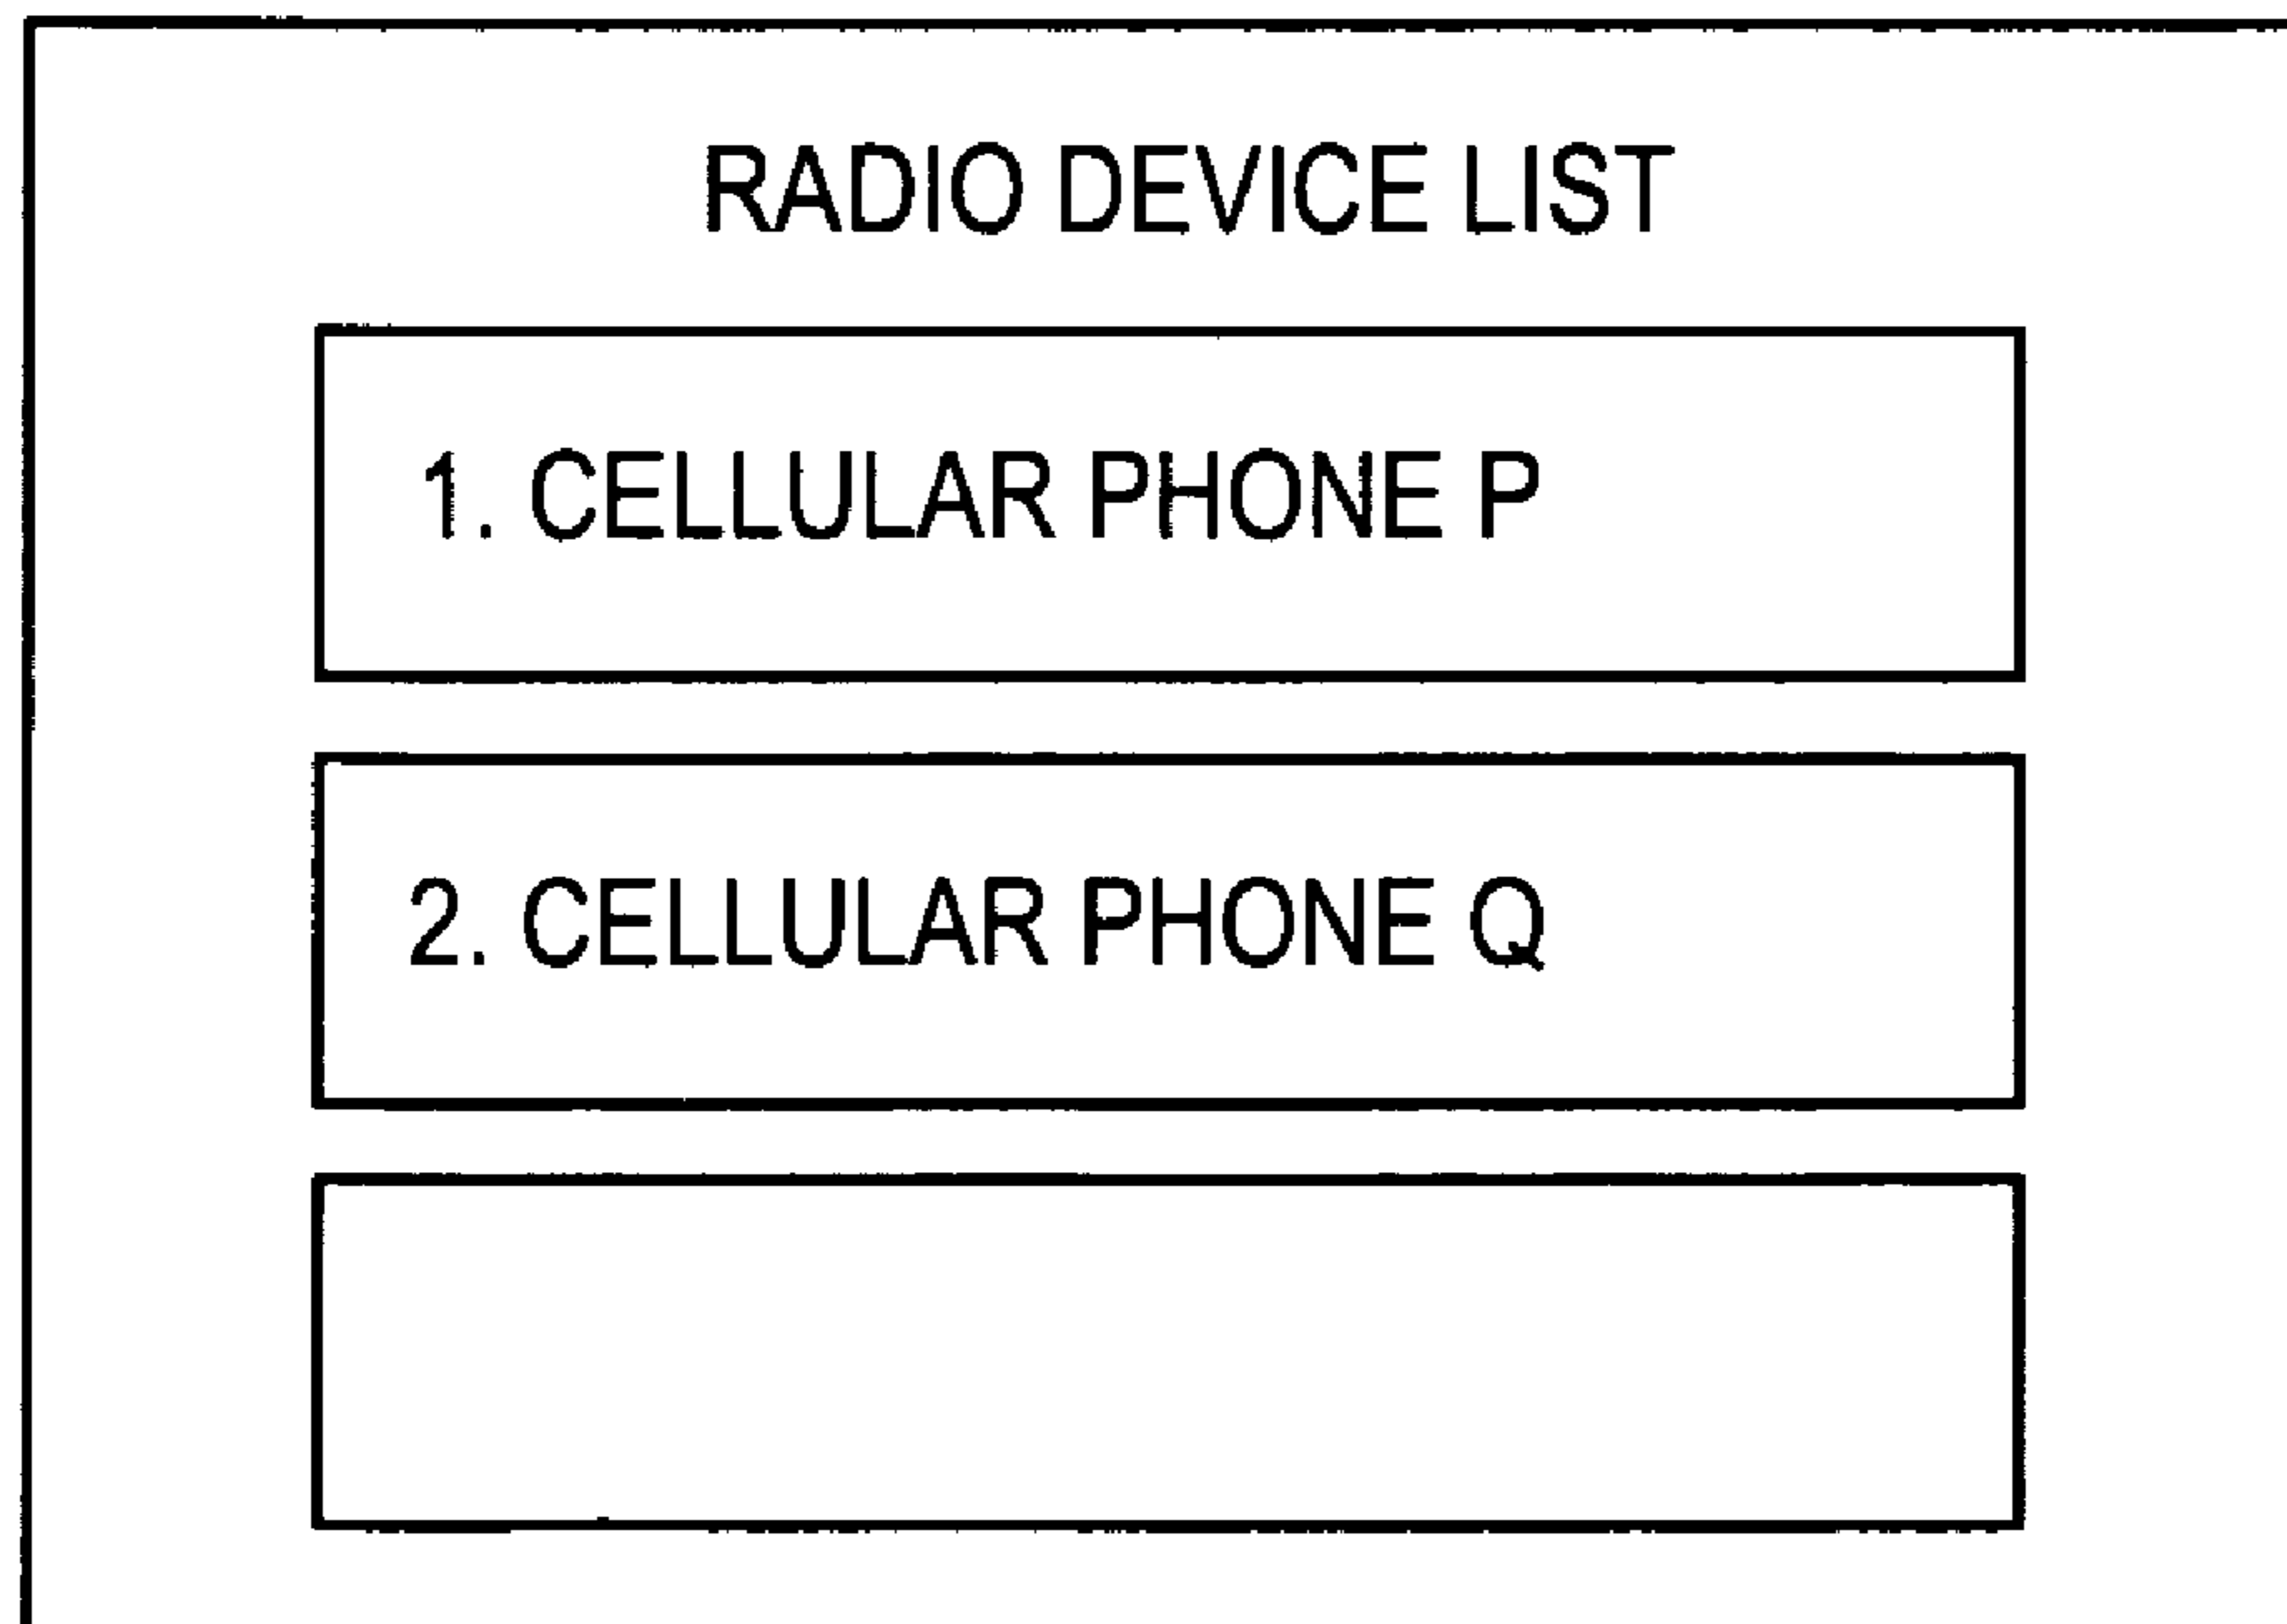 RADIO DEVICE LIST
1. CELLULAR PHONE P
2. CELLULAR PHONE Q